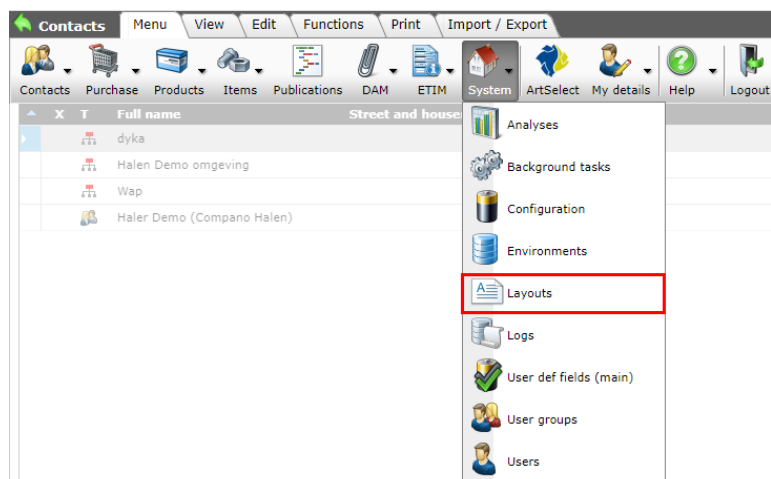 Contacts Menu View Edit Functions Print Import / Export
Contacts Purchase Products Items Publications DAM ETIM System ArtSelect My details Help Logout
X T Full name Street and house
dyka
Halen Demo omgeving
Wap
Haler Demo (Compano Halen)
Analyses
Background tasks
Configuration
Environments
Layouts
Logs
User def fields (main)
User groups
Users